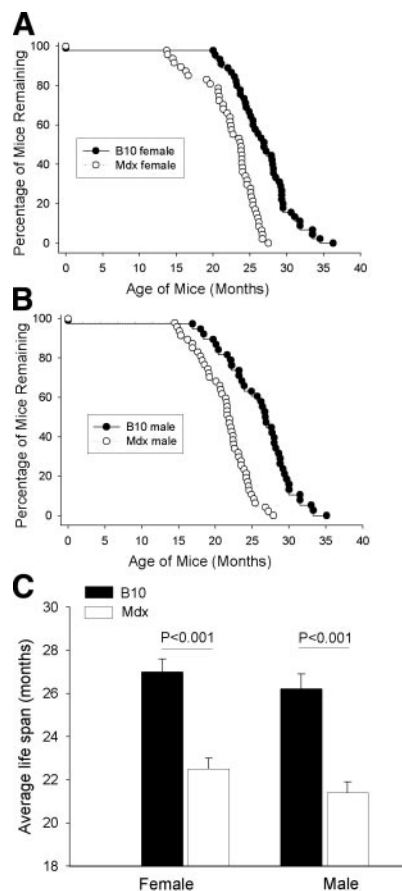 A
100
80
60
40
20
0
Percentage of Mice Remaining
B10 female
Mdx female
0 5 10 15 20 25 30 35 40
Age of Mice (Months)
B
100
80
60
40
20
0
Percentage of Mice Remaining
B10 male
Mdx male
0 5 10 15 20 25 30 35 40
Age of Mice (Months)
C
B10
Mdx
30
28
26
24
22
20
18
Average life span (months)
P<0.001 P<0.001
Female Male